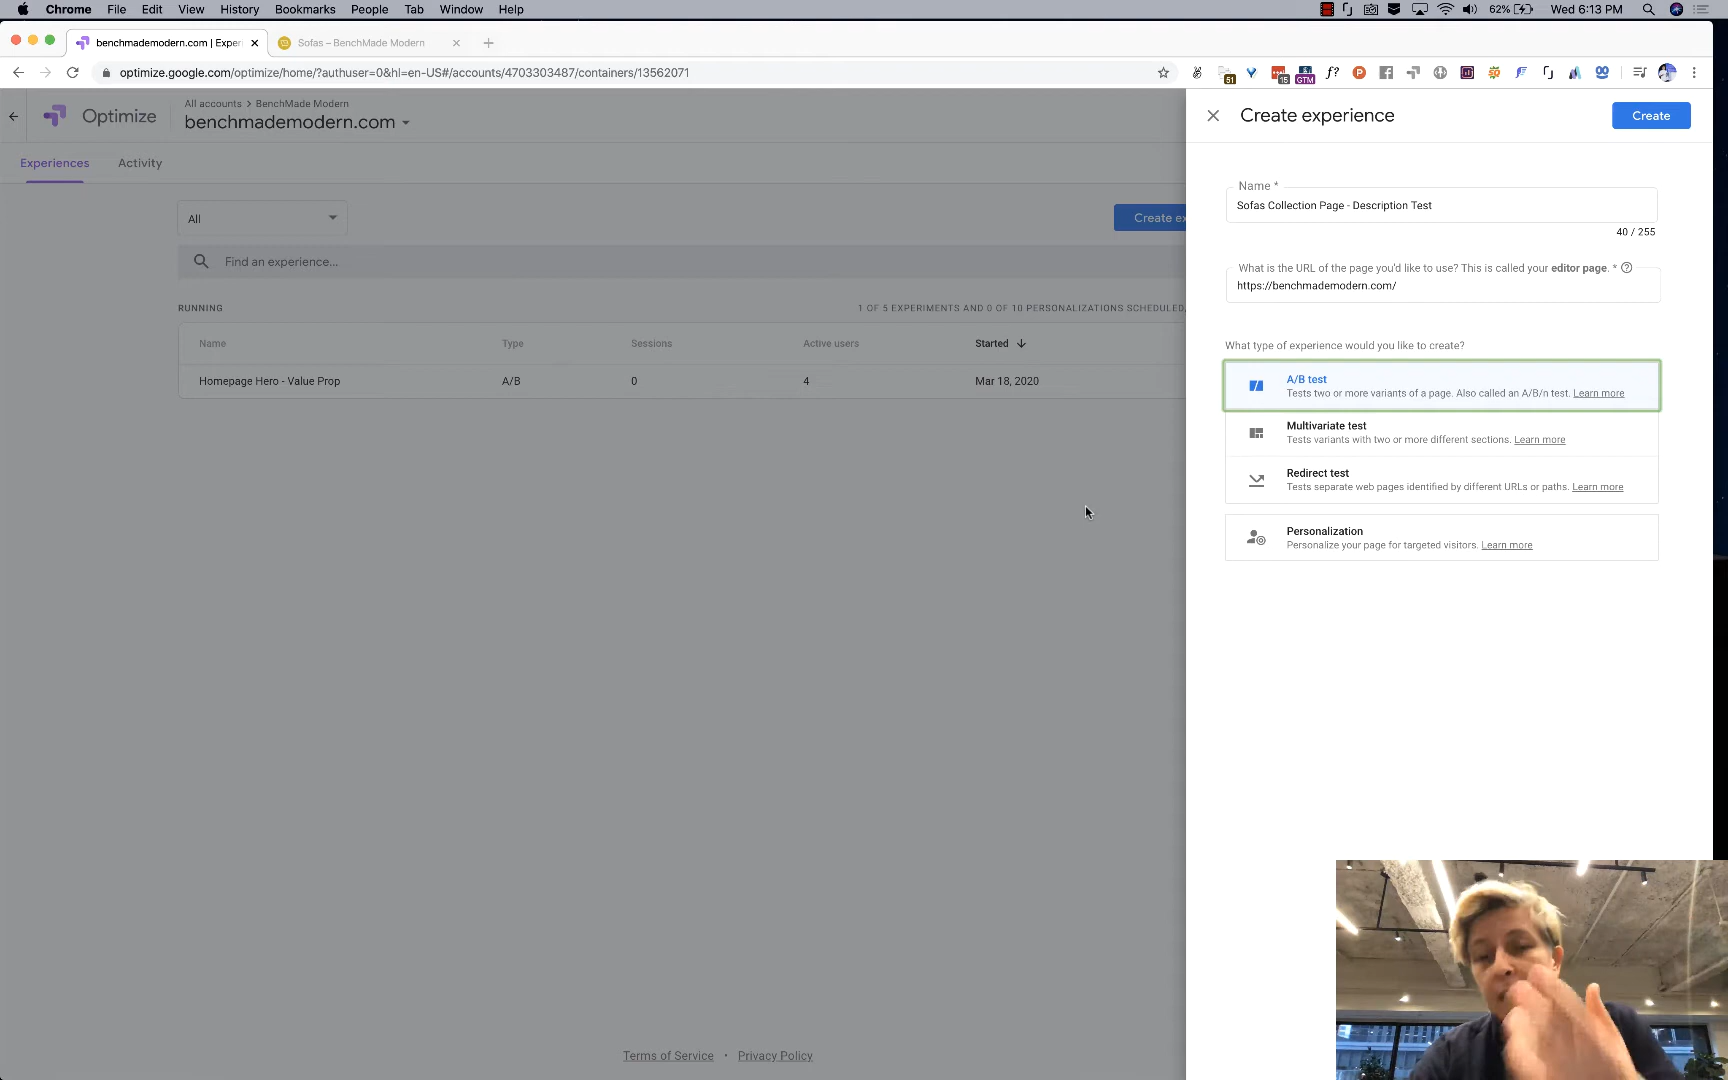 Chrome File Edit View History Bookmarks People Tab Window Help
62% Wed 6:13 PM
benchmademodern.com | Exper
Sofas – BenchMade Modern
optimize.google.com/optimize/home/?authuser=0&hl=en-US#/accounts/4703303487/containers/13562071
51
15
GTM
f?
Optimize
All accounts > BenchMade Modern
benchmademodern.com
Create experience
Create
Experiences Activity
All
Create ex
Find an experience...
RUNNING
1 OF 5 EXPERIMENTS AND 0 OF 10 PERSONALIZATIONS SCHEDULED,
Name Type Sessions Active users Started
Homepage Hero - Value Prop A/B 0 4 Mar 18, 2020
Name *
Sofas Collection Page - Description Test
40 / 255
What is the URL of the page you'd like to use? This is called your editor page. *
https://benchmademodern.com/
What type of experience would you like to create?
A/B test
Tests two or more variants of a page. Also called an A/B/n test. Learn more
Multivariate test
Tests variants with two or more different sections. Learn more
Redirect test
Tests separate web pages identified by different URLs or paths. Learn more
Personalization
Personalize your page for targeted visitors. Learn more
Terms of Service • Privacy Policy